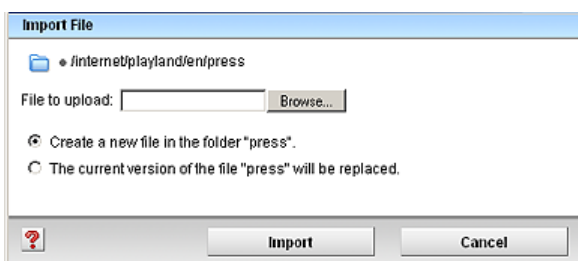 Import File
/internet/playland/en/press
File to upload: Browse...
Create a new file in the folder "press".
The current version of the file "press" will be replaced.
? Import Cancel